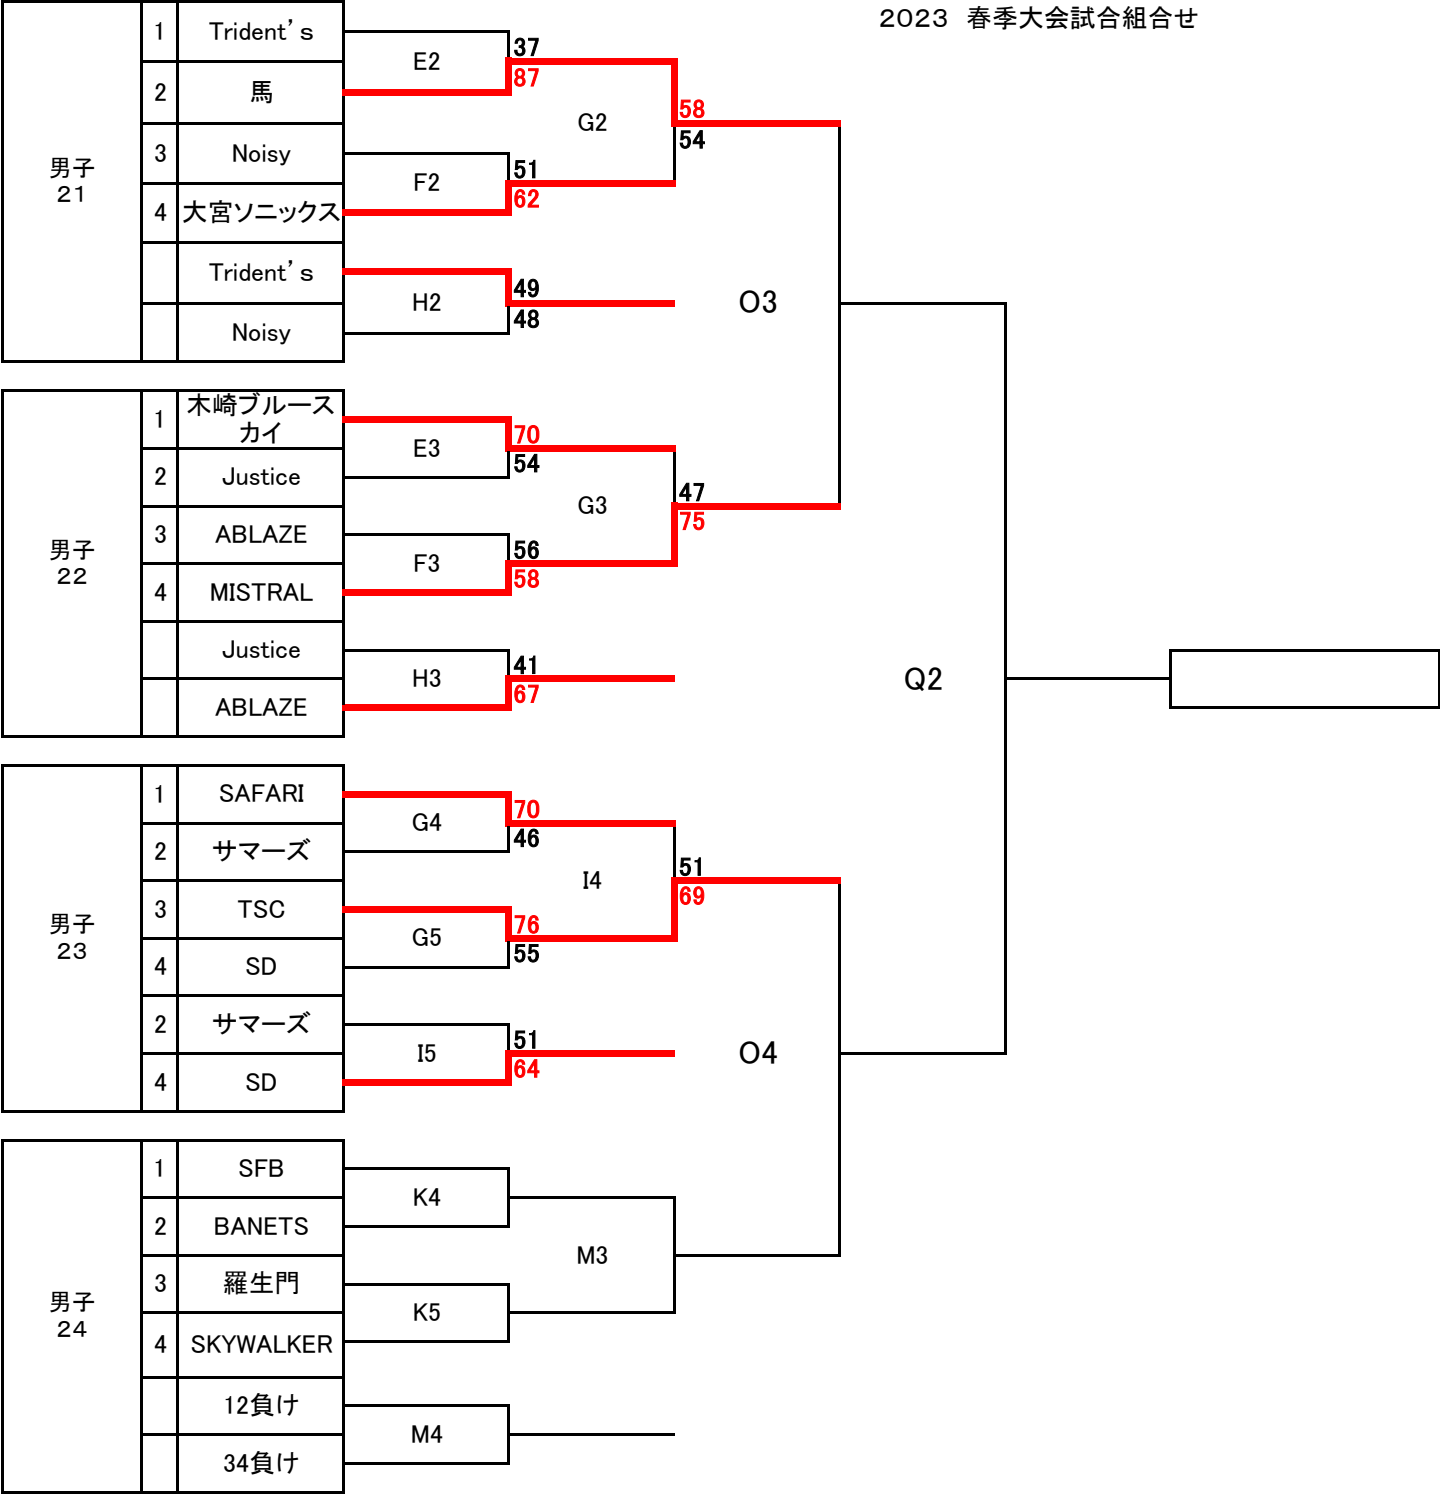 2023 春季大会試合組合せ
男子
21
1 Trident’s
2 馬
3 Noisy
4 大宮ソニックス
Trident’s
Noisy
E2
37
87
F2
51
62
H2
49
48
G2
58
54
O3
男子
22
1 木崎ブルース
カイ
2 Justice
3 ABLAZE
4 MISTRAL
Justice
ABLAZE
E3
70
54
F3
56
58
H3
41
67
G3
47
75
Q2
男子
23
1 SAFARI
2 サマーズ
3 TSC
4 SD
2 サマーズ
4 SD
G4
70
46
G5
76
55
I5
51
64
I4
51
69
O4
男子
24
1 SFB
2 BANETS
3 羅生門
4 SKYWALKER
12負け
34負け
K4
K5
M4
M3